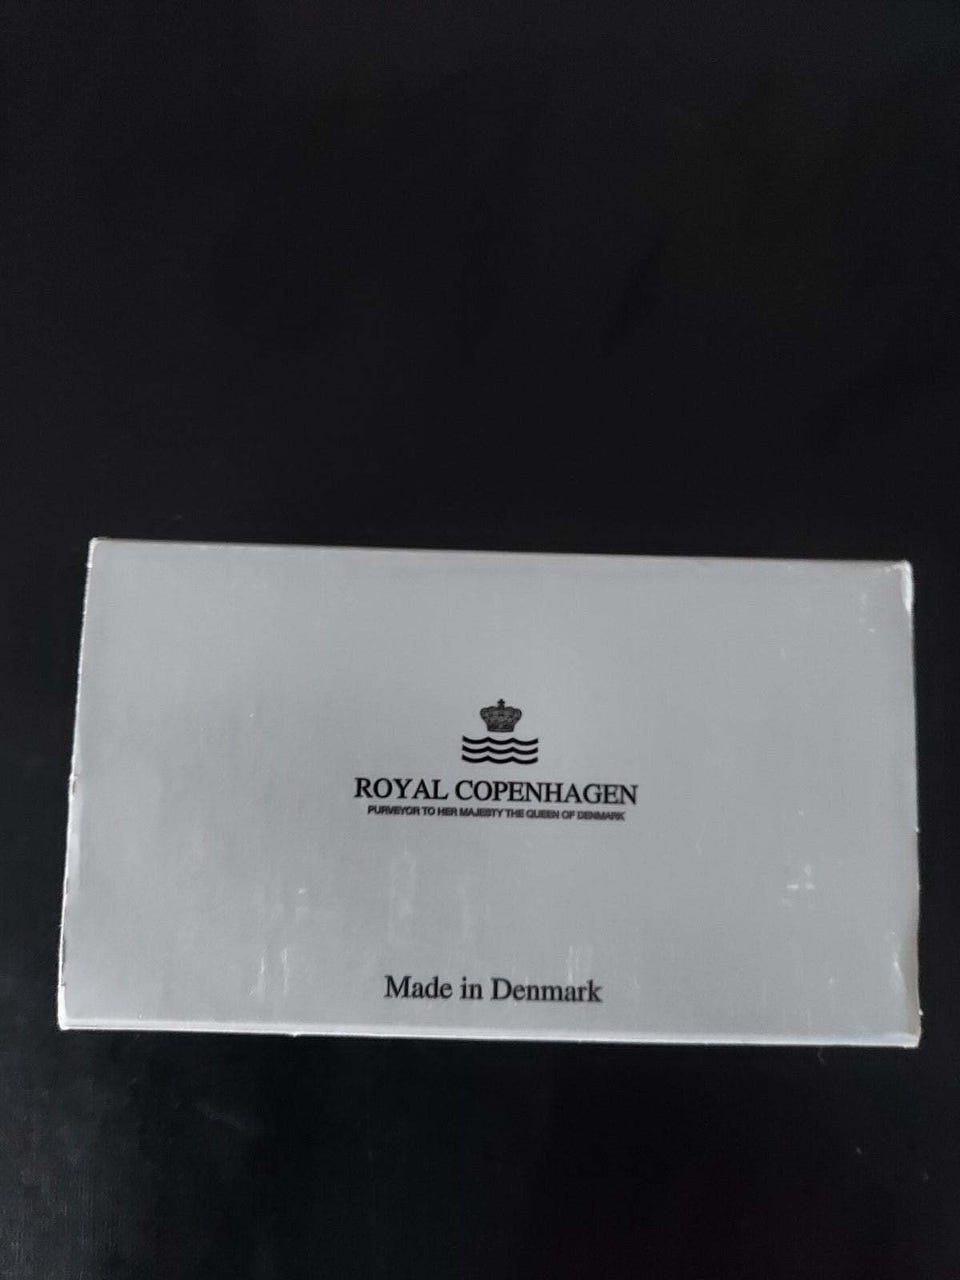 ROYAL COPENHAGEN
PURVEYOR TO HER MAJESTY THE QUEEN OF DENMARK
Made in Denmark